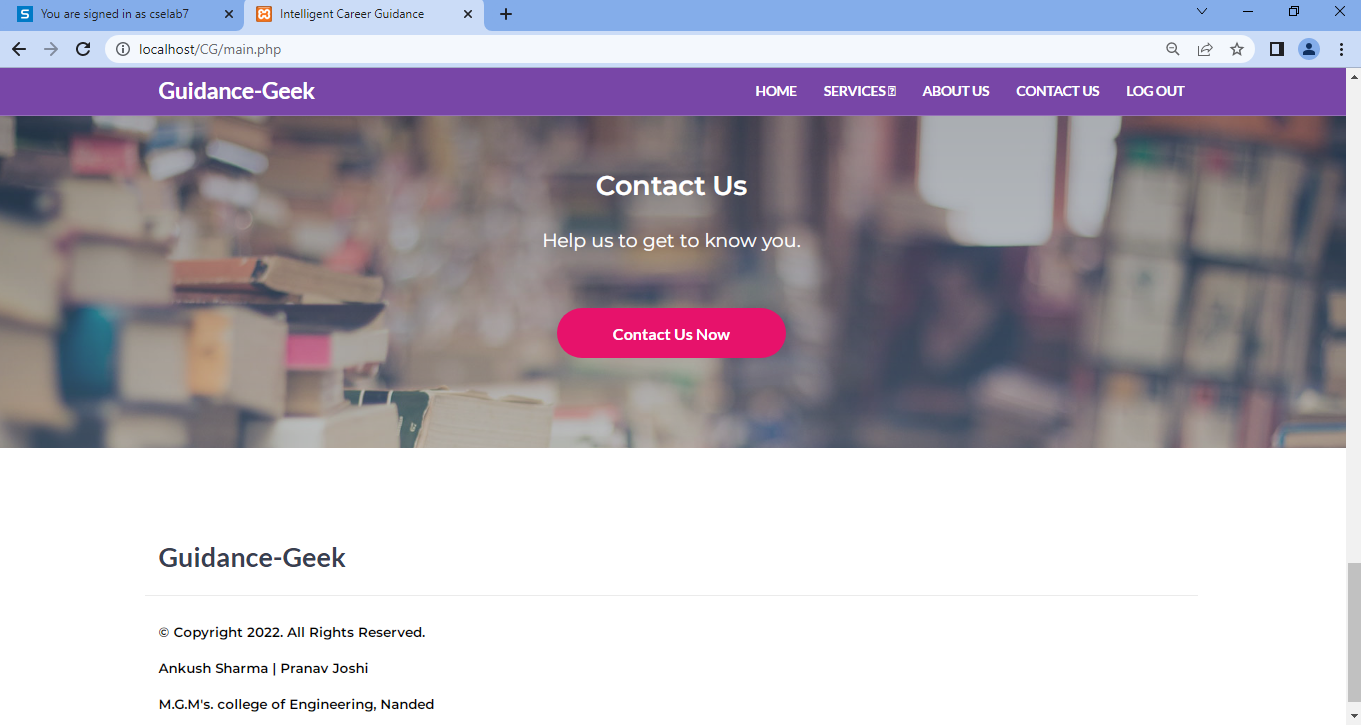 You are signed in as cselab7
Intelligent Career Guidance
localhost/CG/main.php
Guidance-Geek
HOME SERVICES ABOUT US CONTACT US LOG OUT
Contact Us
Help us to get to know you.
Contact Us Now
Guidance-Geek
© Copyright 2022. All Rights Reserved.
Ankush Sharma | Pranav Joshi
M.G.M's. college of Engineering, Nanded